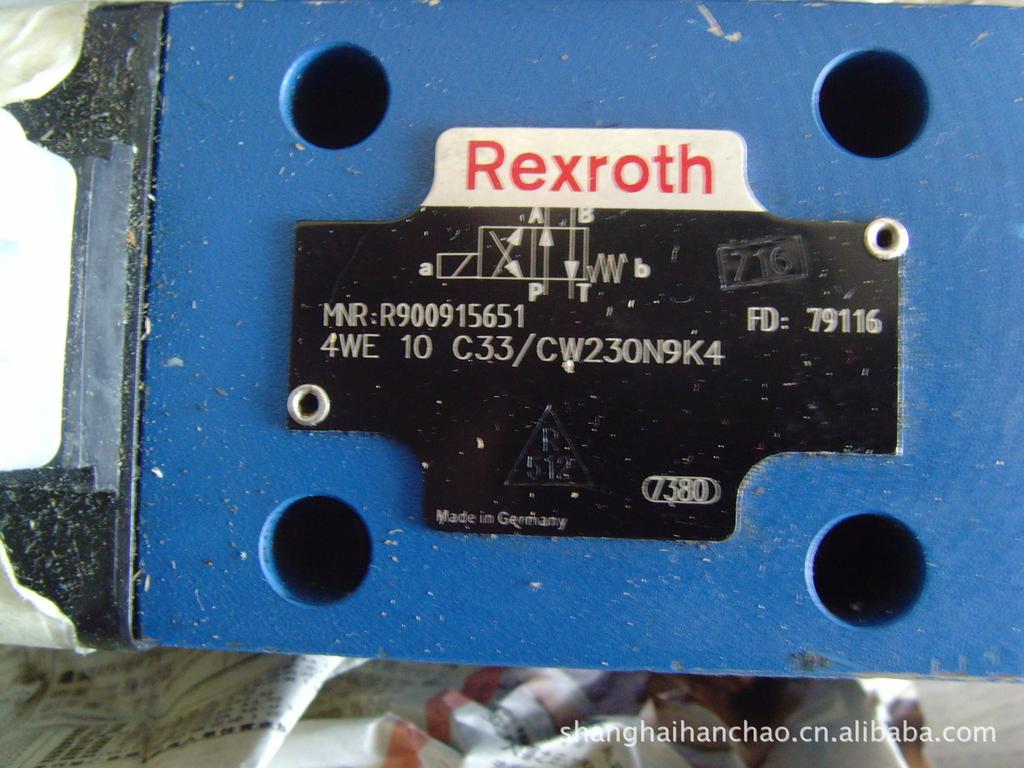 Rexroth
A B
a b
P T
716
MNR:R900915651 FD: 79116
4WE 10 C33/CW230N9K4
R
512
7380
Made in Germany
shanghaihanchao.cn.alibaba.com